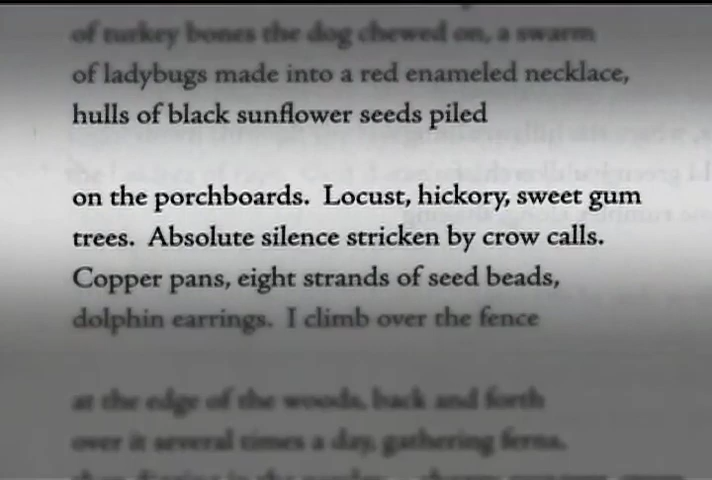 of turkey bones the dog chewed on, a swarm
of ladybugs made into a red enameled necklace,
hulls of black sunflower seeds piled
on the porchboards. Locust, hickory, sweet gum
trees. Absolute silence stricken by crow calls.
Copper pans, eight strands of seed beads,
dolphin earrings. I climb over the fence
at the edge of the woods, back and forth
over it several times a day, gathering ferns,